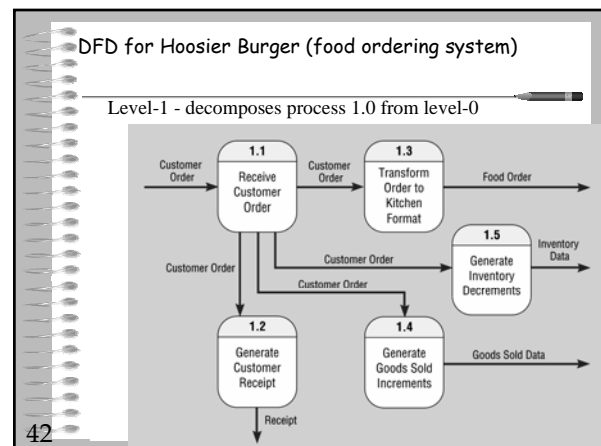 DFD for Hoosier Burger (food ordering system)
Level-1 - decomposes process 1.0 from level-0
Customer
Order
1.1
Receive
Customer
Order
Customer
Order
1.3
Transform
Order to
Kitchen
Format
Food Order
Customer Order
Customer Order
Customer Order
1.5
Generate
Inventory
Decrements
Inventory
Data
1.2
Generate
Customer
Receipt
1.4
Generate
Goods Sold
Increments
Goods Sold Data
Receipt
42